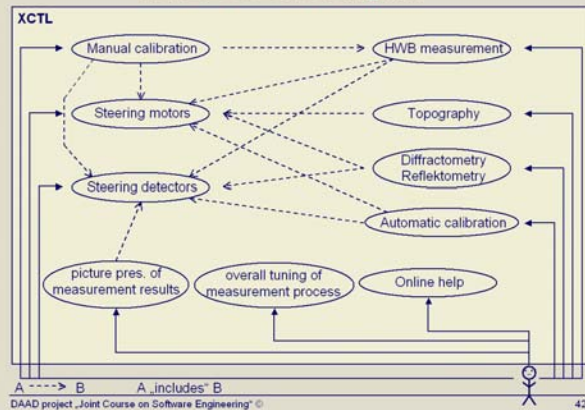 XCTL
Manual calibration
HWB measurement
Steering motors
Topography
Diffractometry
Reflektometry
Steering detectors
Automatic calibration
picture pres. of
measurement results
overall tuning of
measurement process
Online help
A B A „includes“ B
DAAD project „Joint Course on Software Engineering“ ©
42